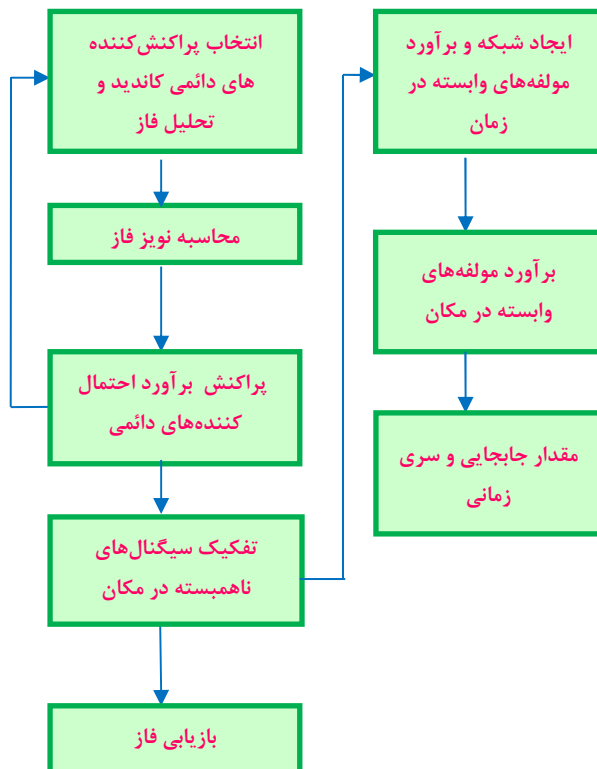 انتخاب پراکنش‌کننده
های دائمی کاندید و
تحلیل فاز
محاسبه نویز فاز
پراکنش برآورد احتمال
کننده‌های دائمی
تفکیک سیگنال‌های
ناهمبسته در مکان
بازیابی فاز
ایجاد شبکه و برآورد
مولفه‌های وابسته در
زمان
برآورد مولفه‌های
وابسته در مکان
مقدار جابجایی و سری
زمانی